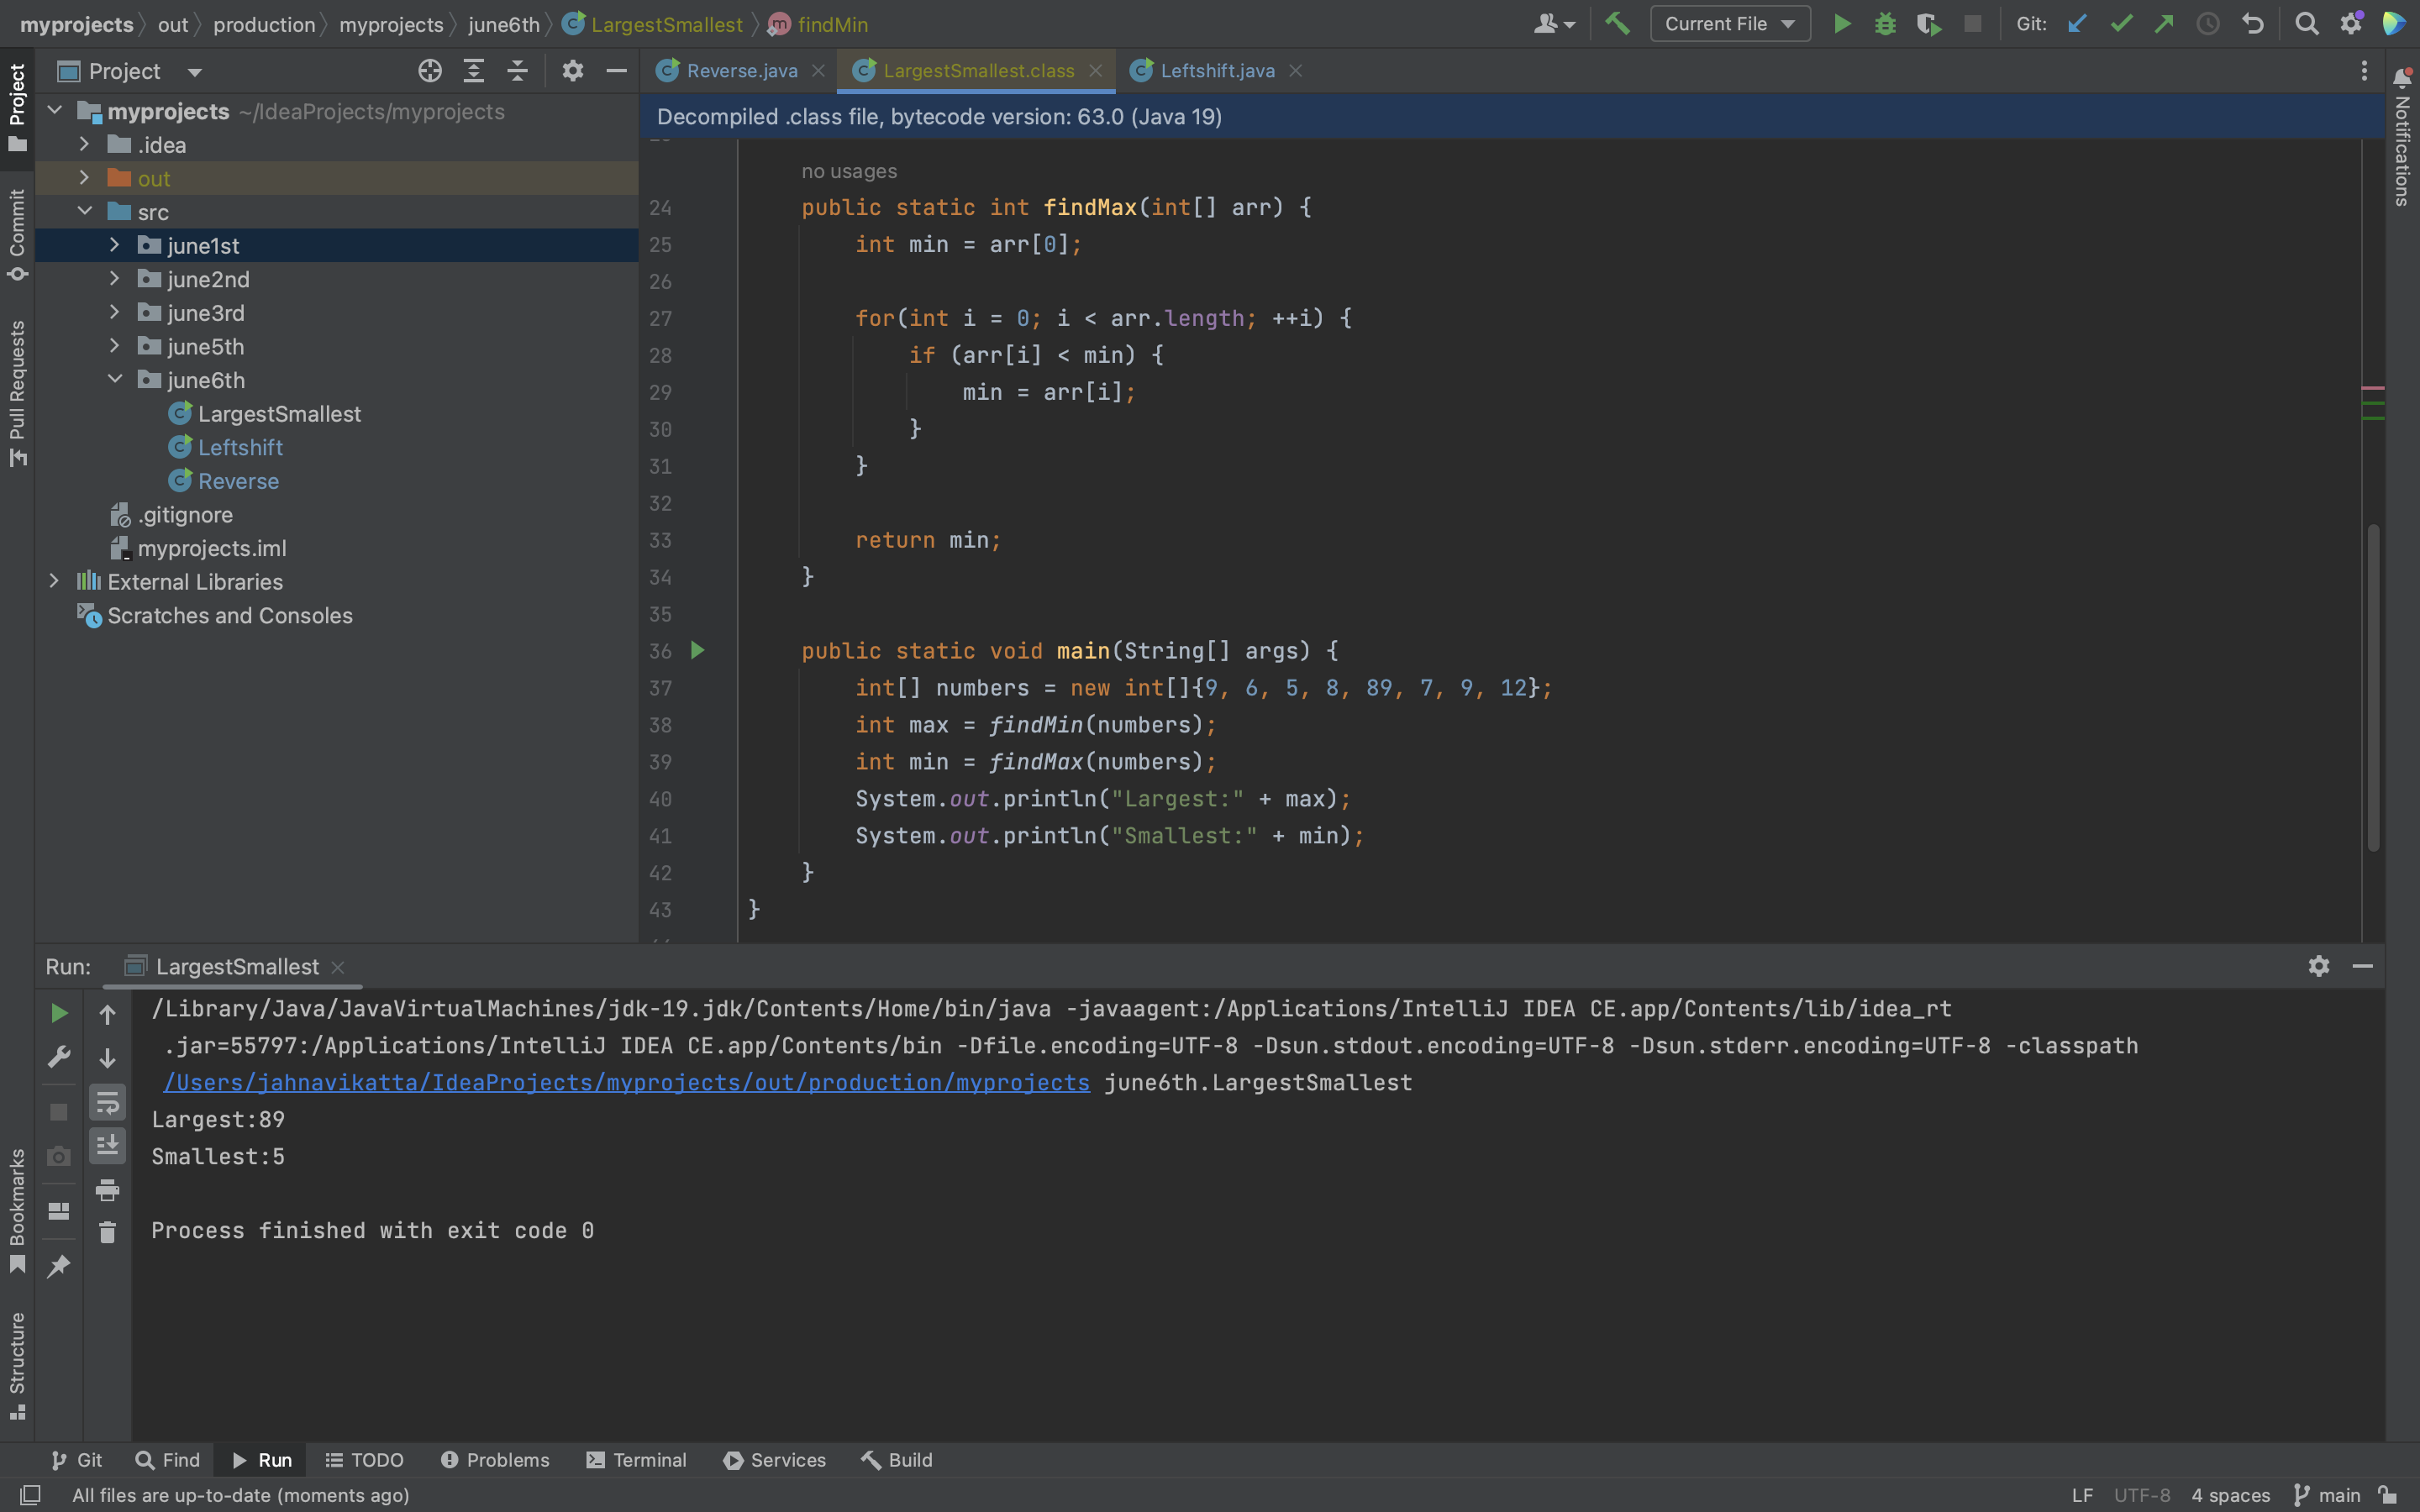 myprojects out production myprojects june6th LargestSmallest findMin
Current File
Git:
Project
Reverse.java LargestSmallest.class Leftshift.java
Decompiled .class file, bytecode version: 63.0 (Java 19)
Project
Commit
Pull Requests
Bookmarks
Structure
Notifications
myprojects ~/IdeaProjects/myprojects
.idea
out
src
june1st
june2nd
june3rd
june5th
june6th
LargestSmallest
Leftshift
Reverse
.gitignore
myprojects.iml
External Libraries
Scratches and Consoles
no usages
24 public static int findMax(int[] arr) {
25 int min = arr[0];
26
27 for(int i = 0; i < arr.length; ++i) {
28 if (arr[i] < min) {
29 min = arr[i];
30 }
31 }
32
33 return min;
34 }
35
36 public static void main(String[] args) {
37 int[] numbers = new int[]{9, 6, 5, 8, 89, 7, 9, 12};
38 int max = findMin(numbers);
39 int min = findMax(numbers);
40 System.out.println("Largest:" + max);
41 System.out.println("Smallest:" + min);
42 }
43 }
Run: LargestSmallest
/Library/Java/JavaVirtualMachines/jdk-19.jdk/Contents/Home/bin/java -javaagent:/Applications/IntelliJ IDEA CE.app/Contents/lib/idea_rt
.jar=55797:/Applications/IntelliJ IDEA CE.app/Contents/bin -Dfile.encoding=UTF-8 -Dsun.stdout.encoding=UTF-8 -Dsun.stderr.encoding=UTF-8 -classpath
/Users/jahnavikatta/IdeaProjects/myprojects/out/production/myprojects june6th.LargestSmallest
Largest:89
Smallest:5
Process finished with exit code 0
Git Find Run TODO Problems Terminal Services Build
All files are up-to-date (moments ago)
LF UTF-8 4 spaces main